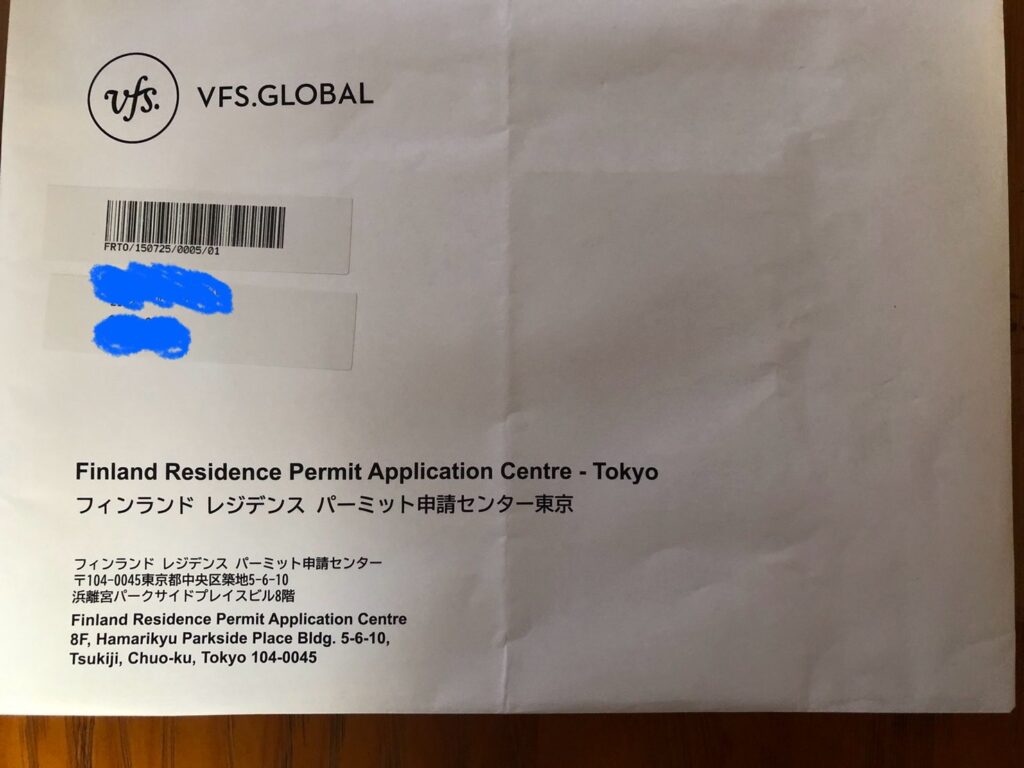 vfs.
VFS.GLOBAL
FRTO/150725/0005/01
Finland Residence Permit Application Centre - Tokyo
フィンランド レジデンス パーミット申請センター東京
フィンランド レジデンス パーミット申請センター
〒104-0045東京都中央区築地5-6-10
浜離宮パークサイドプレイスビル8階
Finland Residence Permit Application Centre
8F, Hamarikyu Parkside Place Bldg. 5-6-10,
Tsukiji, Chuo-ku, Tokyo 104-0045